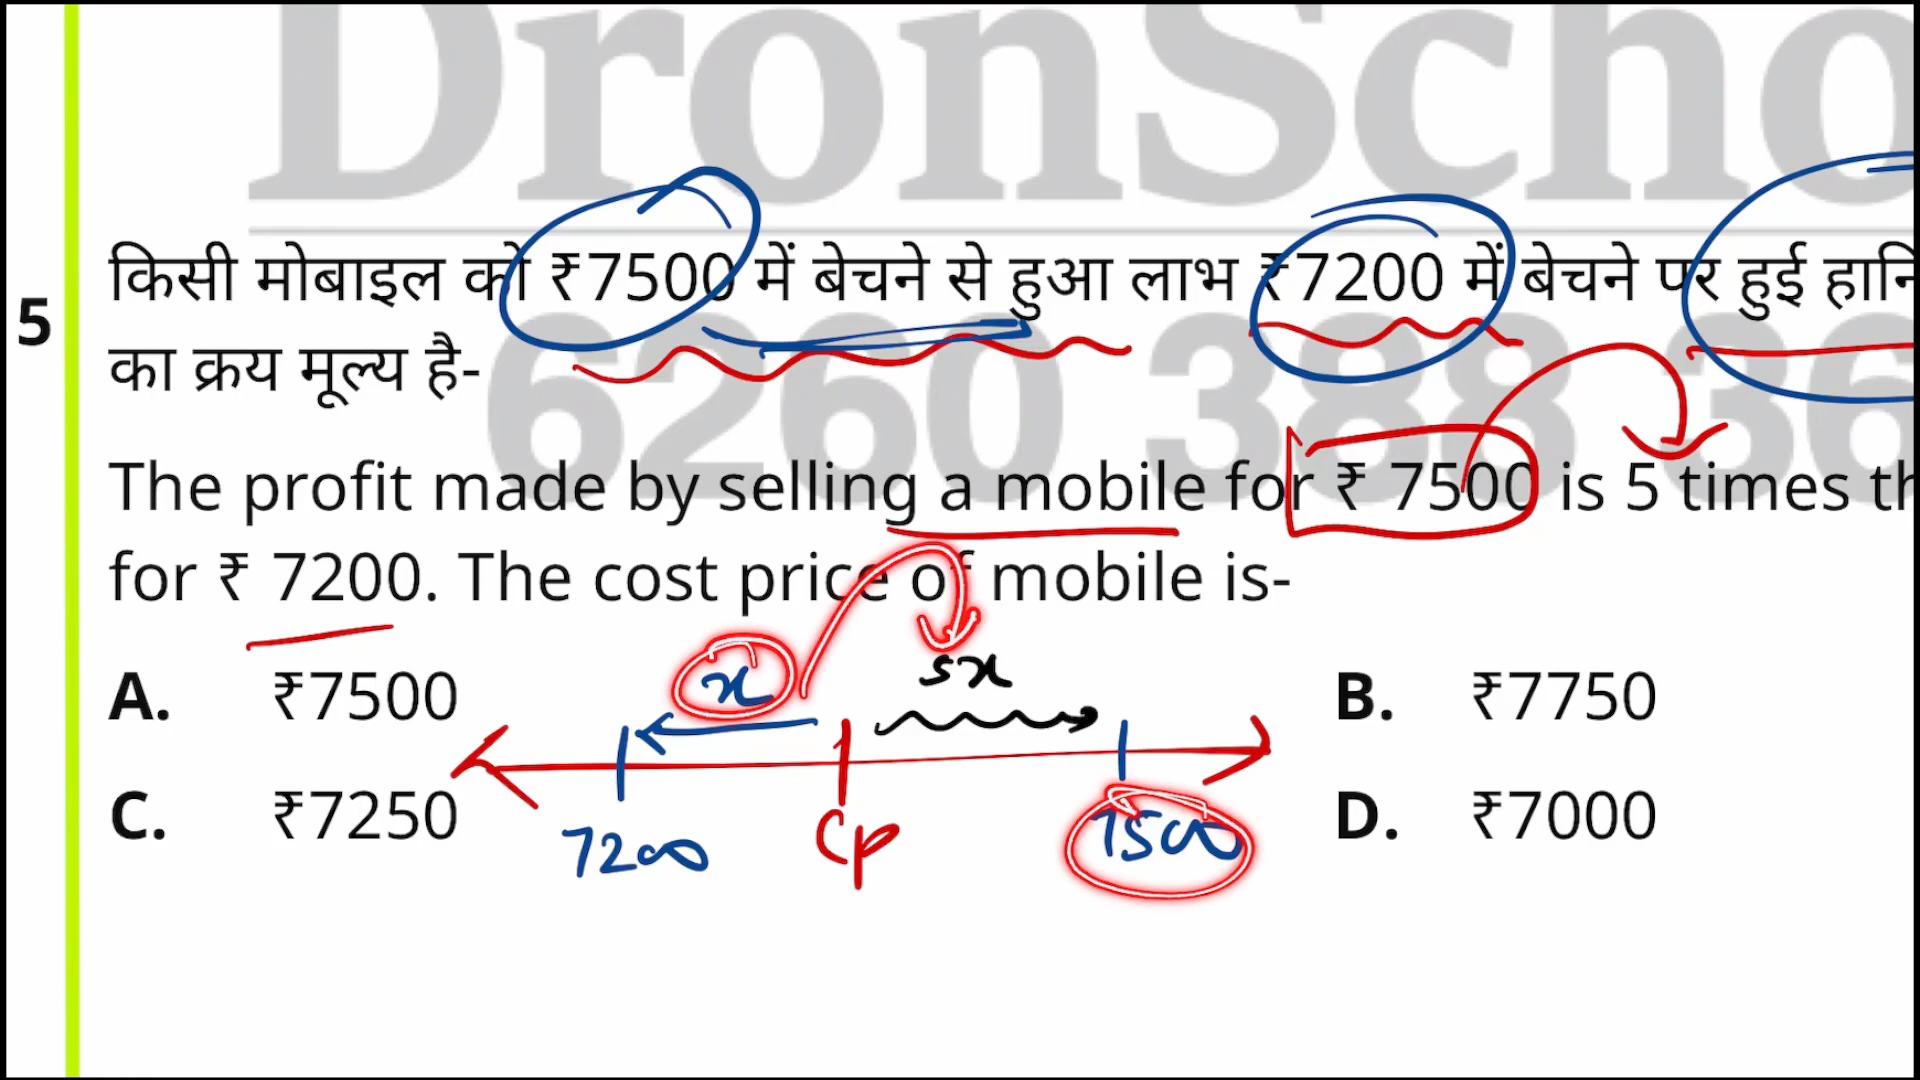 DronScho
किसी मोबाइल को ₹7500 में बेचने से हुआ लाभ ₹7200 में बेचने पर हुई हानि
5
का क्रय मूल्य है-
6260 388 36
The profit made by selling a mobile for ₹ 7500 is 5 times th
for ₹ 7200. The cost price of mobile is-
x 5x
A. ₹7500 B. ₹7750
C. ₹7250 D. ₹7000
7200 CP 7500